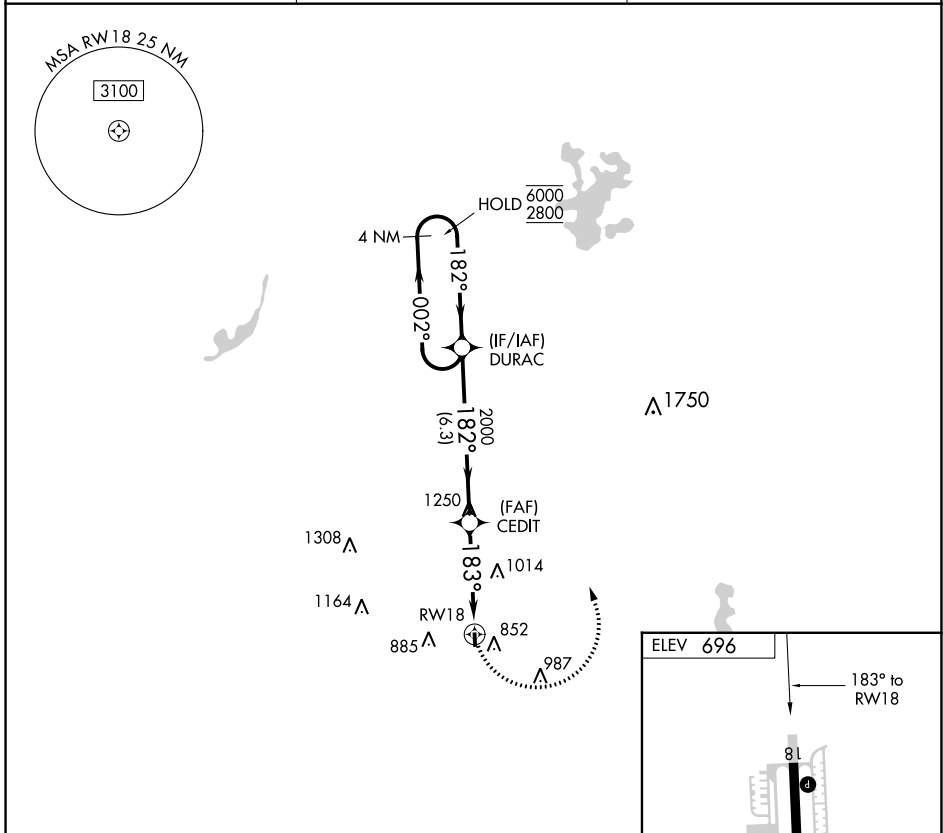 MSA RW18 25 NM
3100
HOLD 6000
2800
4 NM
182°
002°
(IF/IAF)
DURAC
1750
2000
182°
(6.3)
1250
(FAF)
CEDIT
1308
183°
1014
1164
RW18
885
852
987
ELEV 696
183° to
RW18
18
P